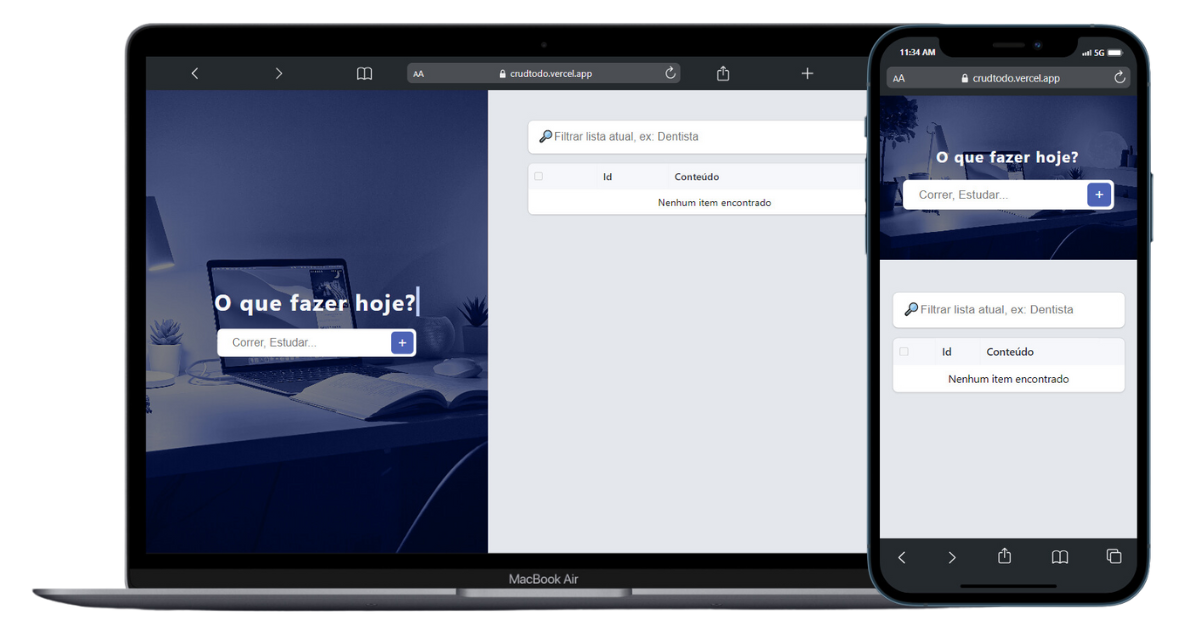 AA
crudtodo.vercel.app
O que fazer hoje?
Correr, Estudar...
+
Filtrar lista atual, ex: Dentista
Id Conteúdo
Nenhum item encontrado
MacBook Air
11:34 AM 5G
AA crudtodo.vercel.app
O que fazer hoje?
Correr, Estudar...
+
Filtrar lista atual, ex: Dentista
Id Conteúdo
Nenhum item encontrado